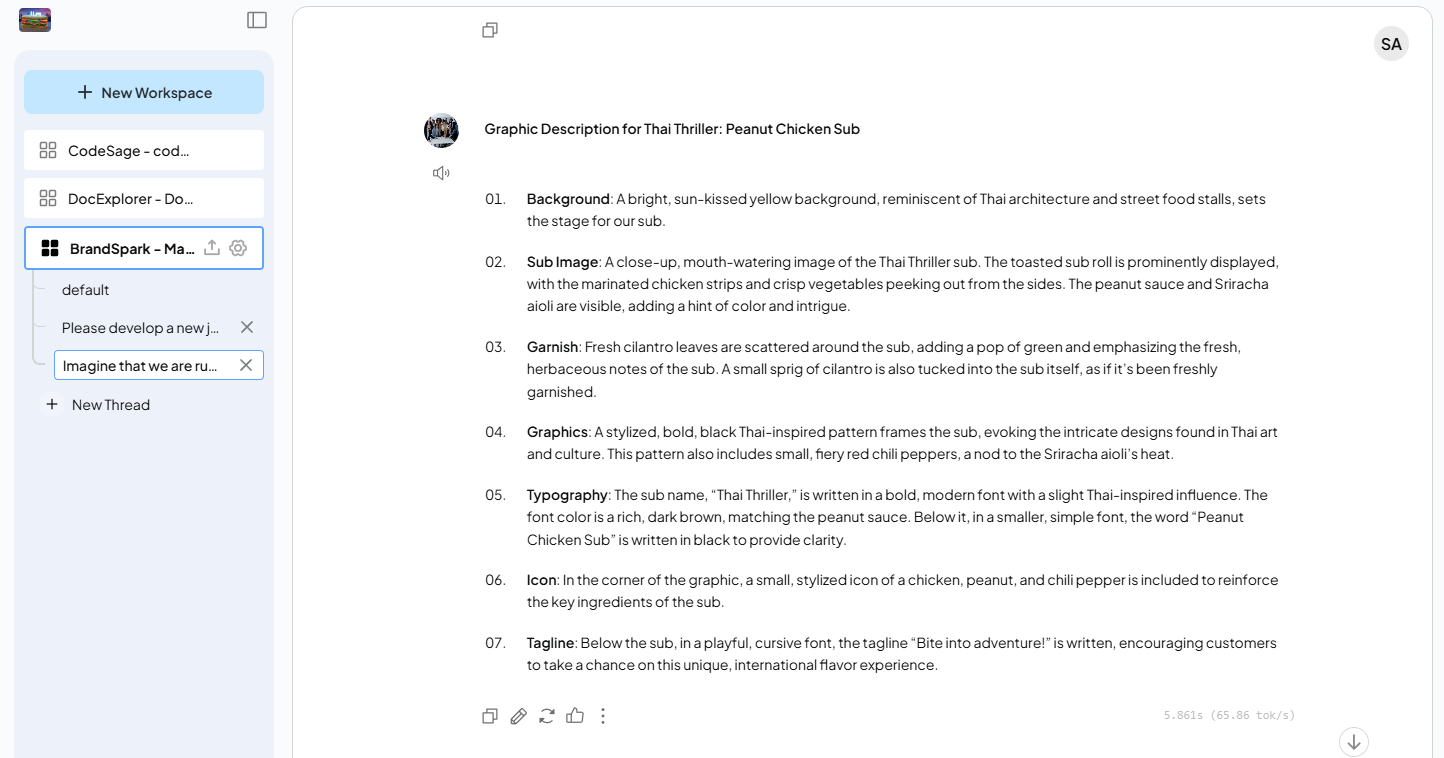 SA
New Workspace
CodeSage - cod...
DocExplorer - Do...
BrandSpark - Ma...
default
Please develop a new j...
Imagine that we are ru...
New Thread
Graphic Description for Thai Thriller: Peanut Chicken Sub
01. Background: A bright, sun-kissed yellow background, reminiscent of Thai architecture and street food stalls, sets
the stage for our sub.
02. Sub Image: A close-up, mouth-watering image of the Thai Thriller sub. The toasted sub roll is prominently displayed,
with the marinated chicken strips and crisp vegetables peeking out from the sides. The peanut sauce and Sriracha
aioli are visible, adding a hint of color and intrigue.
03. Garnish: Fresh cilantro leaves are scattered around the sub, adding a pop of green and emphasizing the fresh,
herbaceous notes of the sub. A small sprig of cilantro is also tucked into the sub itself, as if it's been freshly
garnished.
04. Graphics: A stylized, bold, black Thai-inspired pattern frames the sub, evoking the intricate designs found in Thai art
and culture. This pattern also includes small, fiery red chili peppers, a nod to the Sriracha aioli's heat.
05. Typography: The sub name, “Thai Thriller,” is written in a bold, modern font with a slight Thai-inspired influence. The
font color is a rich, dark brown, matching the peanut sauce. Below it, in a smaller, simple font, the word “Peanut
Chicken Sub” is written in black to provide clarity.
06. Icon: In the corner of the graphic, a small, stylized icon of a chicken, peanut, and chili pepper is included to reinforce
the key ingredients of the sub.
07. Tagline: Below the sub, in a playful, cursive font, the tagline “Bite into adventure!” is written, encouraging customers
to take a chance on this unique, international flavor experience.
5.861s (65.86 tok/s)